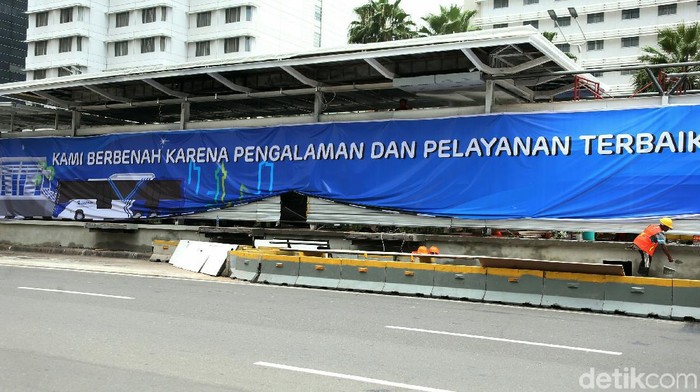 KAMI BERBENAH KARENA PENGALAMAN DAN PELAYANAN TERBAIK
detikcom